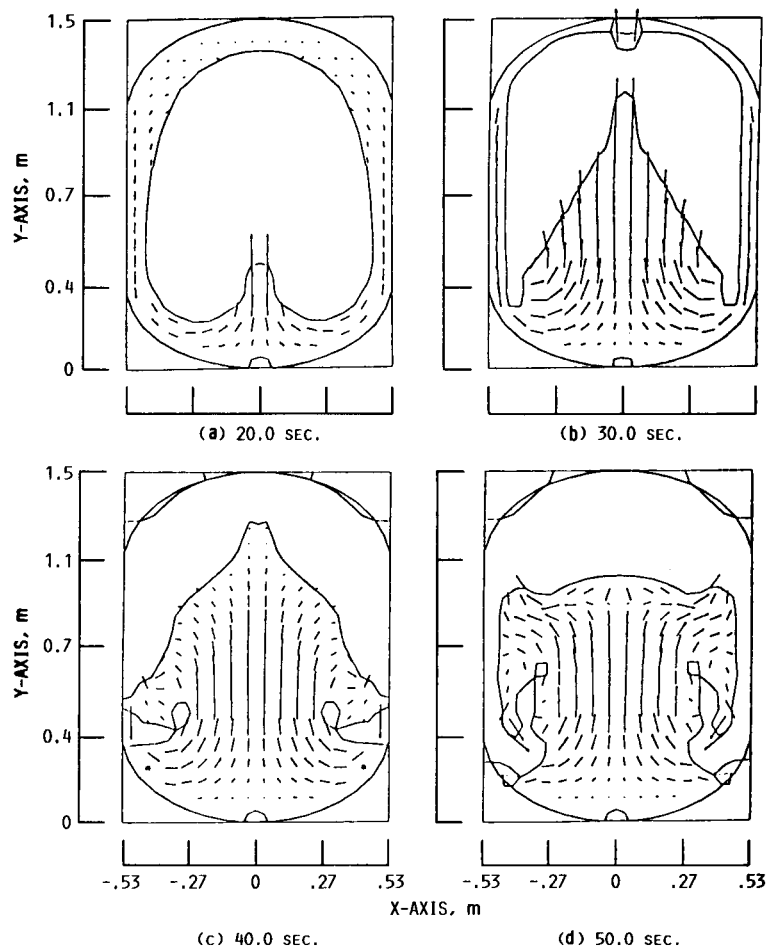 1.5
1.1
0.7
0.4
0
Y-AXIS, m
(a) 20.0 SEC.
(b) 30.0 SEC.
1.5
1.1
0.7
0.4
0
Y-AXIS, m
-.53 -.27 0 .27 .53
-.53 -.27 0 .27 .53
X-AXIS, m
(c) 40.0 SEC.
(d) 50.0 SEC.